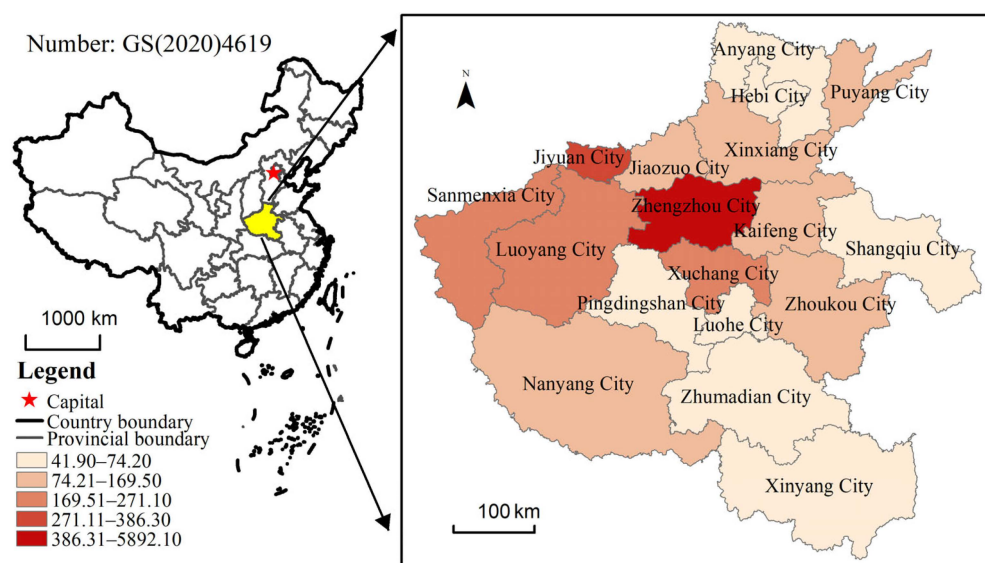 Number: GS(2020)4619
1000 km
Legend
Capital
Country boundary
Provincial boundary
41.90–74.20
74.21–169.50
169.51–271.10
271.11–386.30
386.31–5892.10
N
Anyang City
Hebi City
Puyang City
Jiyuan City
Jiaozuo City
Xinxiang City
Sanmenxia City
Zhengzhou City
Kaifeng City
Luoyang City
Shangqiu City
Xuchang City
Pingdingshan City
Zhoukou City
Luohe City
Nanyang City
Zhumadian City
Xinyang City
100 km